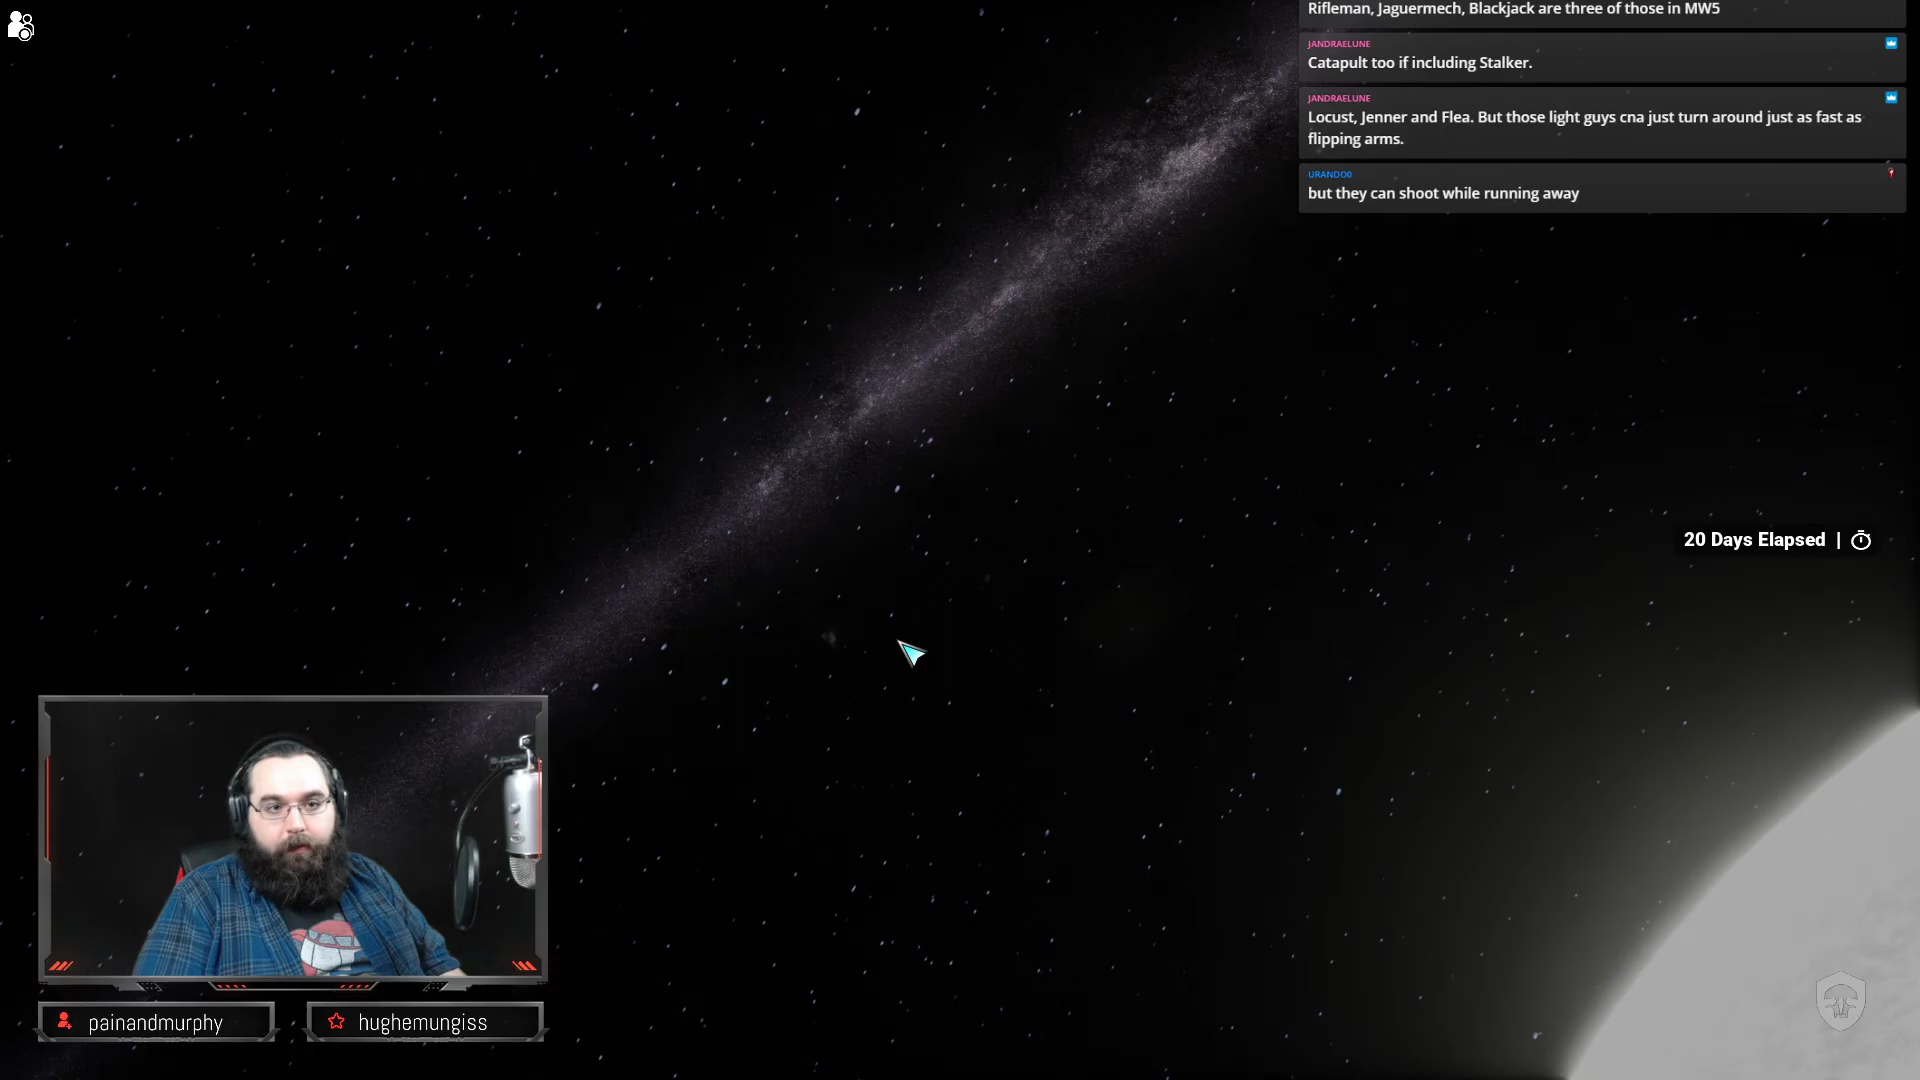 Rifleman, Jaguermech, Blackjack are three of those in MW5
JANDRAELUNE
Catapult too if including Stalker.
JANDRAELUNE
Locust, Jenner and Flea. But those light guys cna just turn around just as fast as
flipping arms.
URANDO0
but they can shoot while running away
20 Days Elapsed |
painandmurphy
hughemungiss